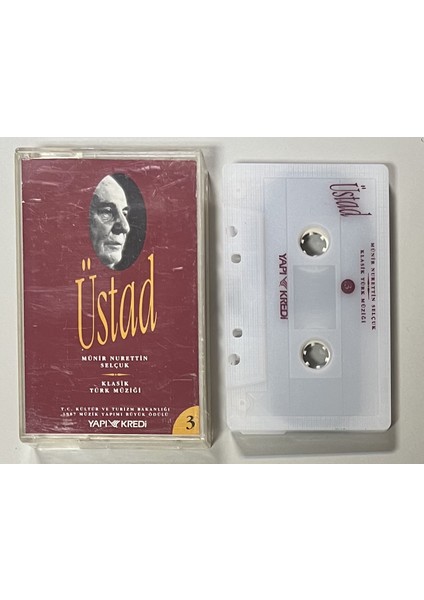 Üstad
MÜNİR NURETTİN
SELÇUK
KLASİK
TÜRK MÜZİĞİ
T.C. KÜLTÜR VE TURİZM BAKANLIĞI
1987 MÜZİK YAPIMI BÜYÜK ÖDÜLÜ
YAPI KREDİ
3
Üstad
MÜNİR NURETTİN SELÇUK
KLASİK TÜRK MÜZİĞİ
3
YAPI KREDİ